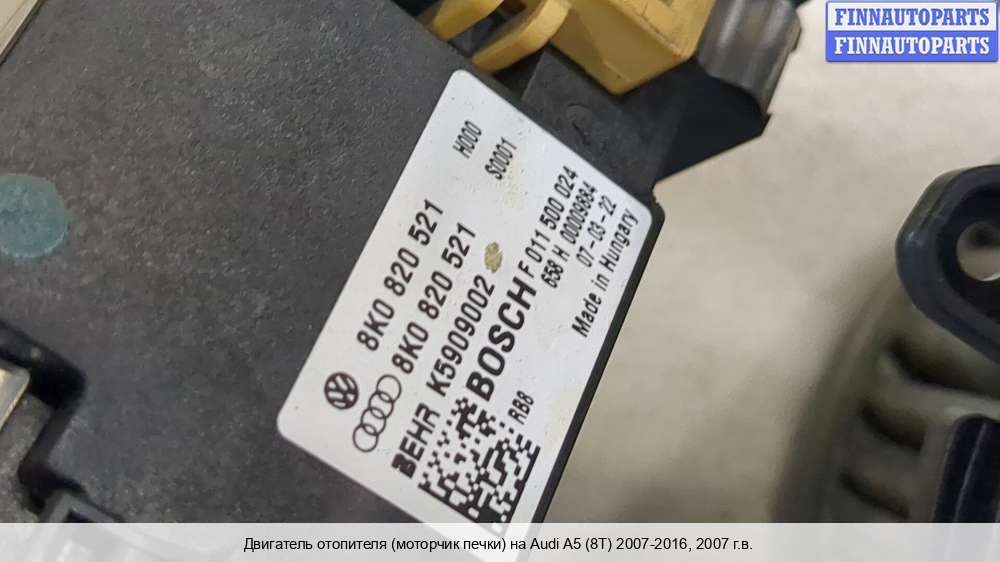 FINNAUTOPARTS
FINNAUTOPARTS
H000
S0001
8K0 820 521
8K0 820 521
BEHR K5909002
BOSCH F 011 500 024
658 H 00009884
07-03-22
Made in Hungary
RB8
Двигатель отопителя (моторчик печки) на Audi A5 (8T) 2007-2016, 2007 г.в.